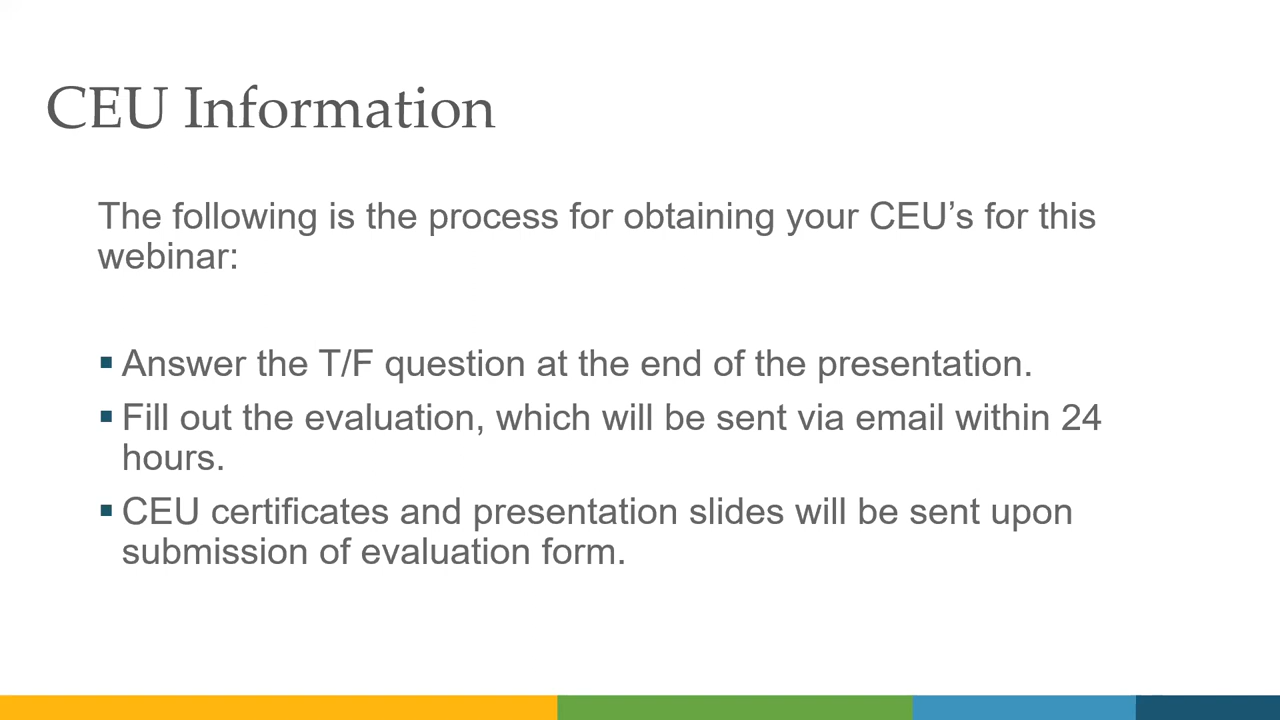 CEU Information
The following is the process for obtaining your CEU’s for this
webinar:
▪ Answer the T/F question at the end of the presentation.
▪ Fill out the evaluation, which will be sent via email within 24
hours.
▪ CEU certificates and presentation slides will be sent upon
submission of evaluation form.